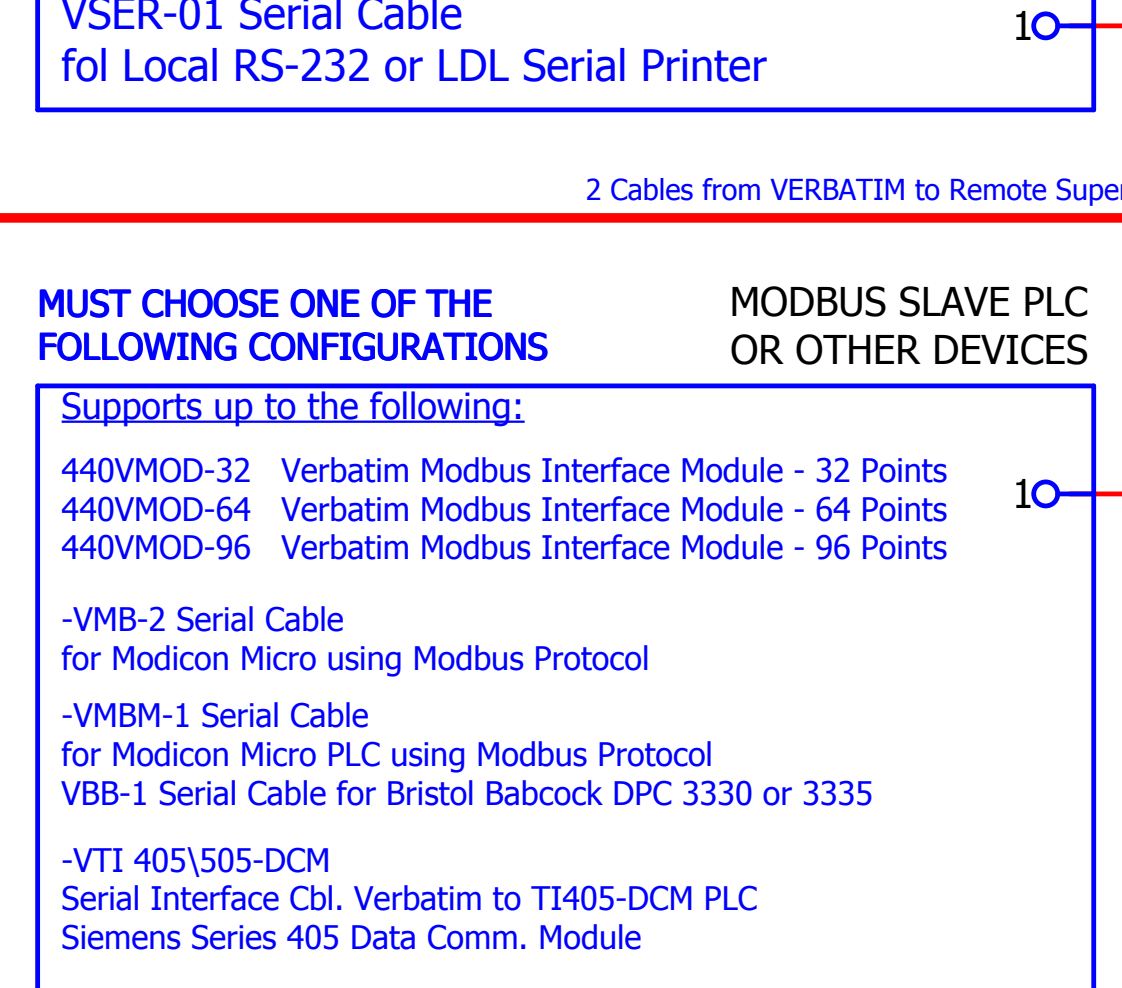 VSER-01 Serial Cable
fol Local RS-232 or LDL Serial Printer
1
2 Cables from VERBATIM to Remote
MUST CHOOSE ONE OF THE
FOLLOWING CONFIGURATIONS
MODBUS SLAVE PLC
OR OTHER DEVICES
Supports up to the following:
440VMOD-32 Verbatim Modbus Interface Module - 32 Points
440VMOD-64 Verbatim Modbus Interface Module - 64 Points
440VMOD-96 Verbatim Modbus Interface Module - 96 Points
1
-VMB-2 Serial Cable
for Modicon Micro using Modbus Protocol
-VMBM-1 Serial Cable
for Modicon Micro PLC using Modbus Protocol
VBB-1 Serial Cable for Bristol Babcock DPC 3330 or 3335
-VTI 405\505-DCM
Serial Interface Cbl. Verbatim to TI405-DCM PLC
Siemens Series 405 Data Comm. Module